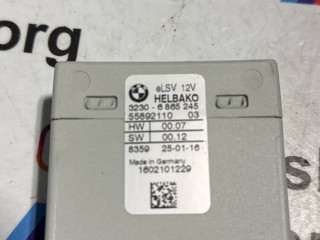 org
eLSV 12V
HELBAKO
3230 - 6 865 245
55892110 03
HW 00.07
SW 00.12
8359 25-01-16
Made in Germany
1602101229